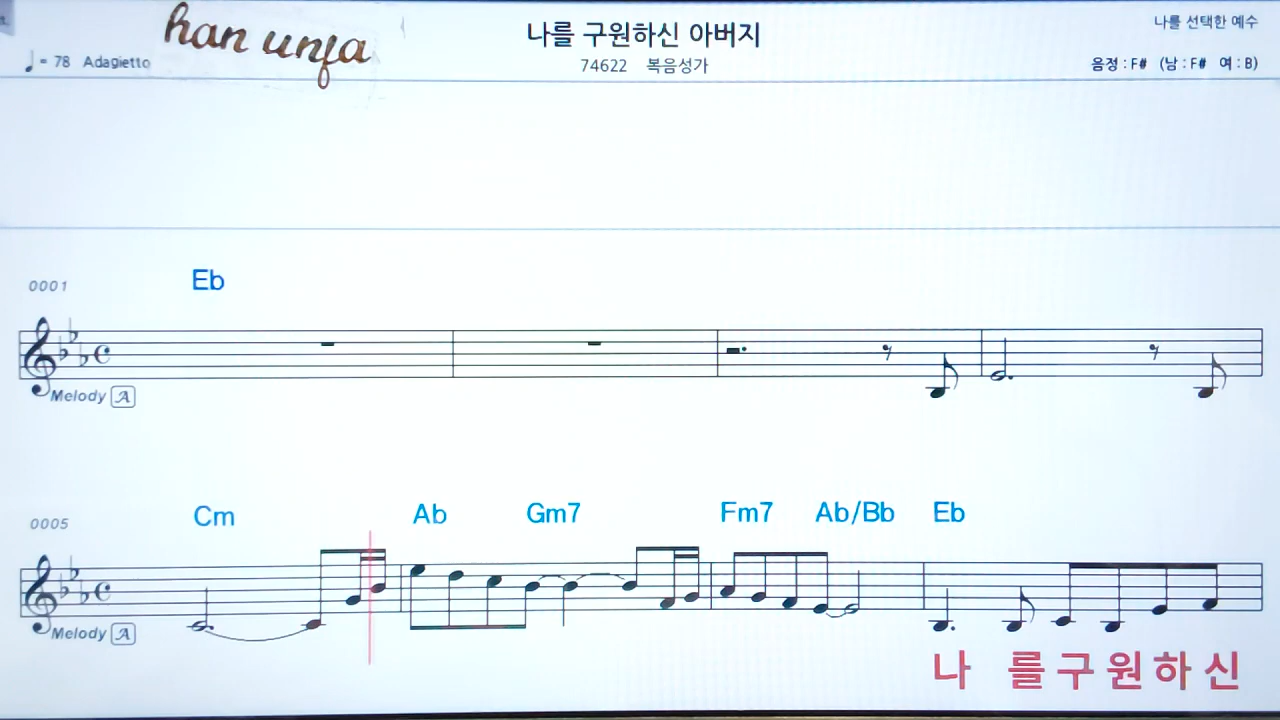 han unja
나를 구원하신 아버지
나를 선택한 예수
♩= 78 Adagietto
74622 복음성가
음정 : F# (남 : F# 여 : B)
0001
Eb
Melody A
0005
Cm Ab Gm7 Fm7 Ab/Bb Eb
Melody A
나 를구원하신